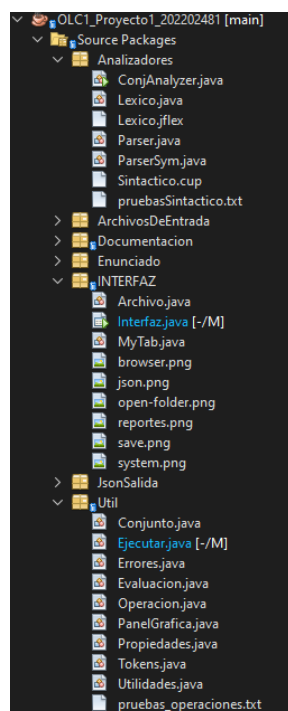 OLC1_Proyecto1_202202481 [main]
Source Packages
Analizadores
ConjAnalyzer.java
Lexico.java
Lexico.jflex
Parser.java
ParserSym.java
Sintactico.cup
pruebasSintactico.txt
ArchivosDeEntrada
Documentacion
Enunciado
INTERFAZ
Archivo.java
Interfaz.java [-/M]
MyTab.java
browser.png
json.png
open-folder.png
reportes.png
save.png
system.png
JsonSalida
Util
Conjunto.java
Ejecutar.java [-/M]
Errores.java
Evaluacion.java
Operacion.java
PanelGrafica.java
Propiedades.java
Tokens.java
Utilidades.java
pruebas_operaciones.txt